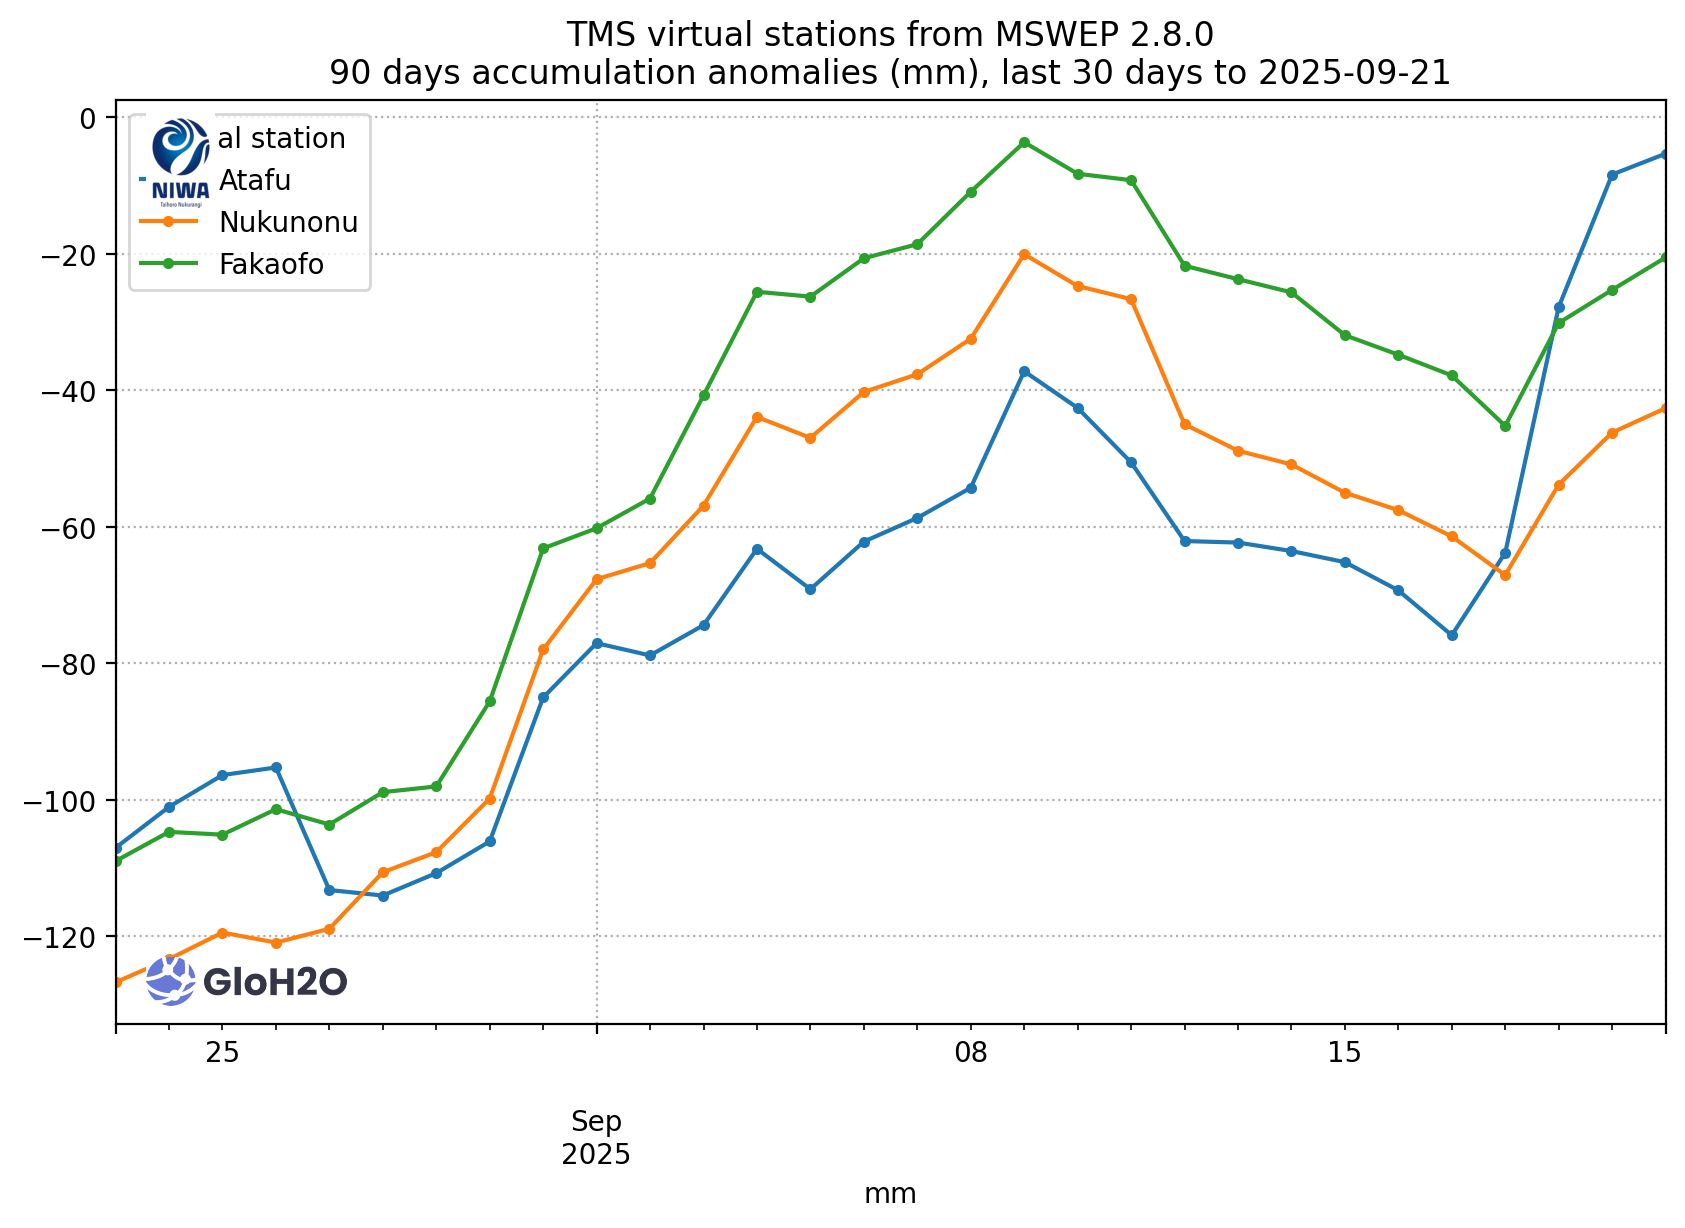 TMS virtual stations from MSWEP 2.8.0
90 days accumulation anomalies (mm), last 30 days to 2025-09-21
0
−20
−40
−60
−80
−100
−120
al station
Atafu
Nukunonu
Fakaofo
NIWA
Taihoro Nukurangi
GloH2O
25
08
15
Sep
2025
mm